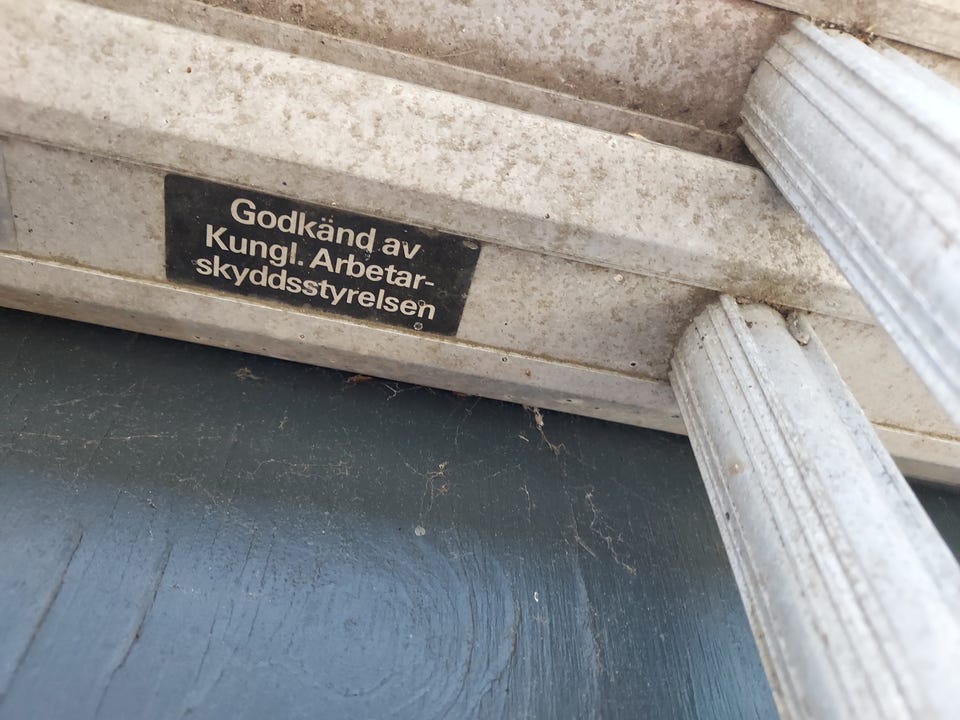 Godkänd av
Kungl. Arbetar-
skyddsstyrelsen